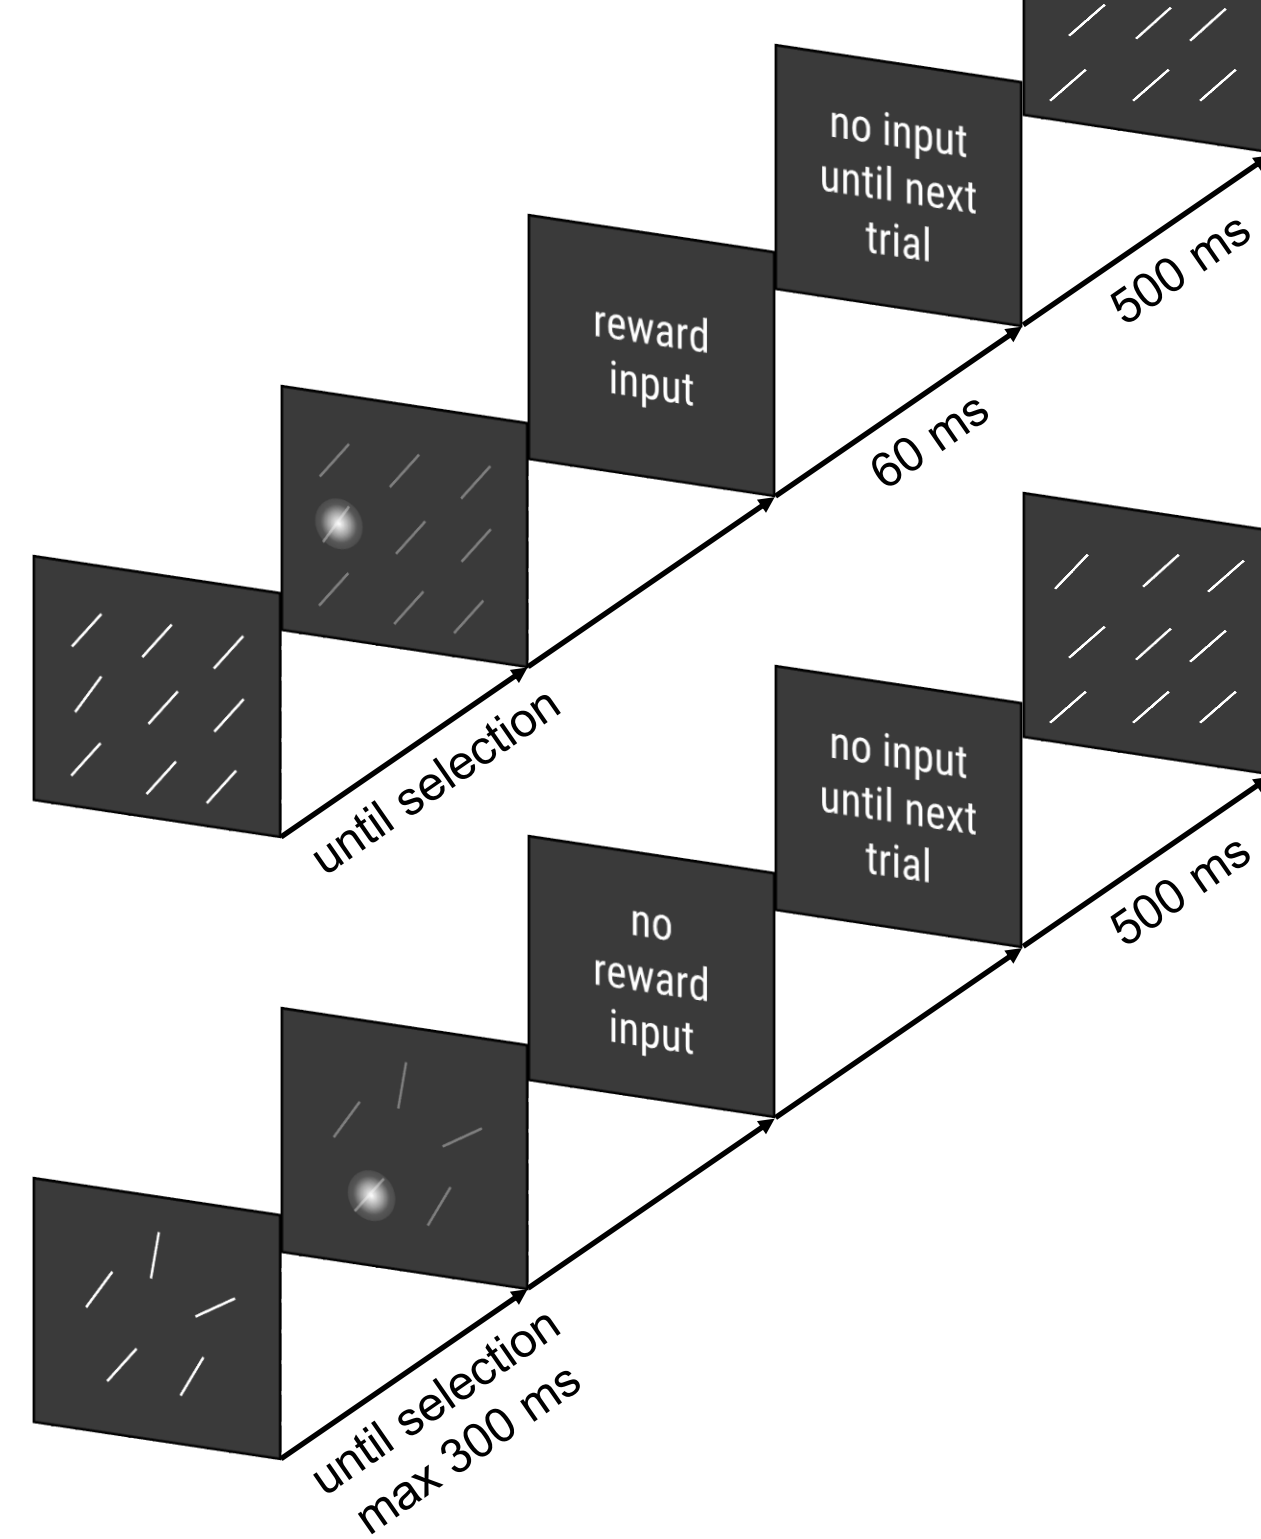 no input
until next
trial
500 ms
reward
input
60 ms
until selection
no input
until next
trial
500 ms
no
reward
input
until selection
max 300 ms